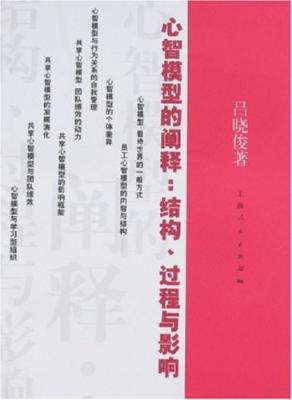 吕晓俊著
上海人民出版社
心智模型的阐释:结构、过程与影响
心智模型:看待世界的一般方式
员工心智模型的内容与结构
心智模型的个体差异
心智模型与行为关系的自我管理
共享心智模型 团队绩效的动力
共享心智模型的影响框架
共享心智模型的发展演化
共享心智模型与团队绩效
心智模型与学习型组织